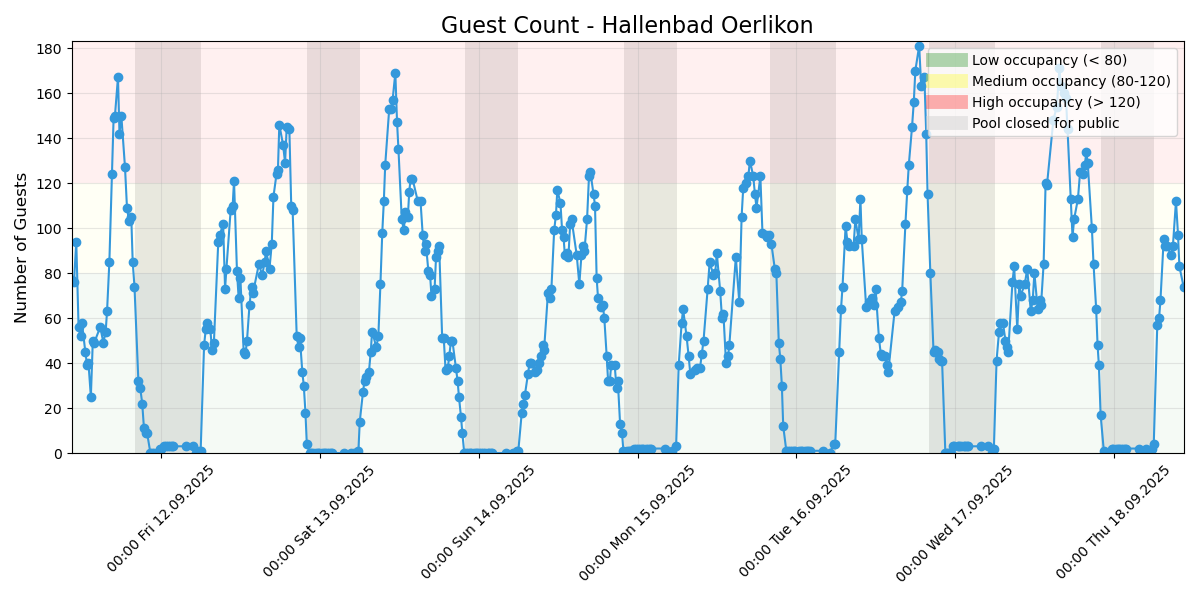 Guest Count - Hallenbad Oerlikon
Number of Guests
180
160
140
120
100
80
60
40
20
0
Low occupancy (< 80)
Medium occupancy (80-120)
High occupancy (> 120)
Pool closed for public
00:00 Fri 12.09.2025
00:00 Sat 13.09.2025
00:00 Sun 14.09.2025
00:00 Mon 15.09.2025
00:00 Tue 16.09.2025
00:00 Wed 17.09.2025
00:00 Thu 18.09.2025